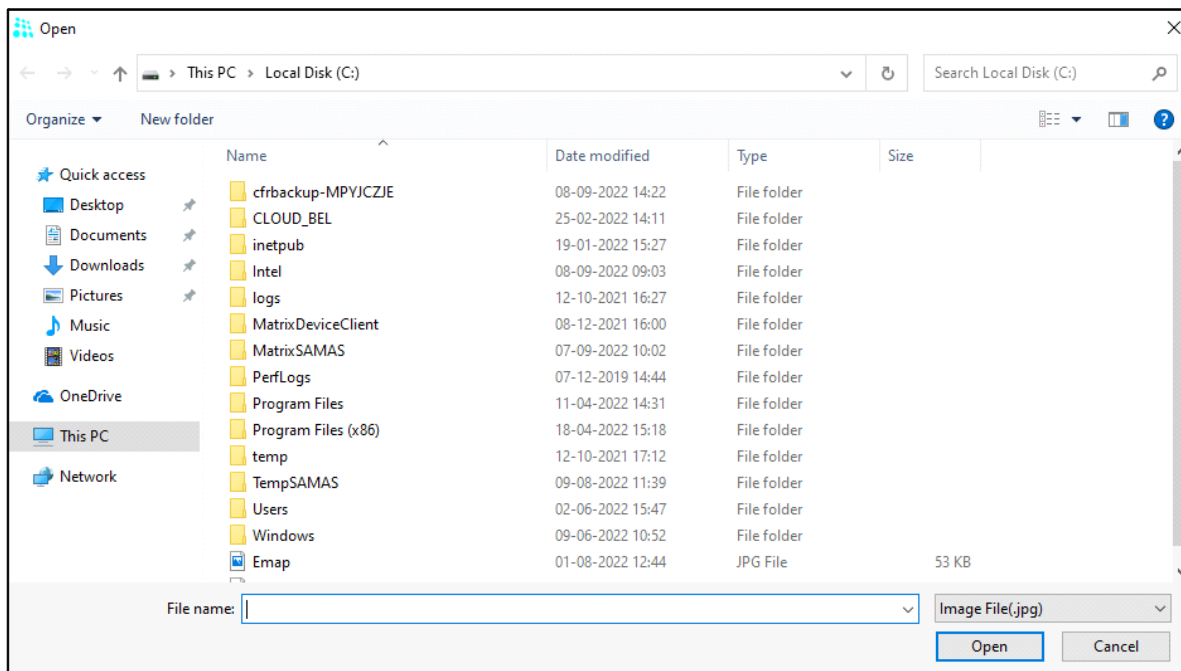 Open
This PC > Local Disk (C:)
Search Local Disk (C:)
Organize
New folder
Name Date modified Type Size
Quick access
Desktop
Documents
Downloads
Pictures
Music
Videos
OneDrive
This PC
Network
cfrbackup-MPYJCZJE 08-09-2022 14:22 File folder
CLOUD_BEL 25-02-2022 14:11 File folder
inetpub 19-01-2022 15:27 File folder
Intel 08-09-2022 09:03 File folder
logs 12-10-2021 16:27 File folder
MatrixDeviceClient 08-12-2021 16:00 File folder
MatrixSAMAS 07-09-2022 10:02 File folder
PerfLogs 07-12-2019 14:44 File folder
Program Files 11-04-2022 14:31 File folder
Program Files (x86) 18-04-2022 15:18 File folder
temp 12-10-2021 17:12 File folder
TempSAMAS 09-08-2022 11:39 File folder
Users 02-06-2022 15:47 File folder
Windows 09-06-2022 10:52 File folder
Emap 01-08-2022 12:44 JPG File 53 KB
File name:
Image File(.jpg)
Open
Cancel